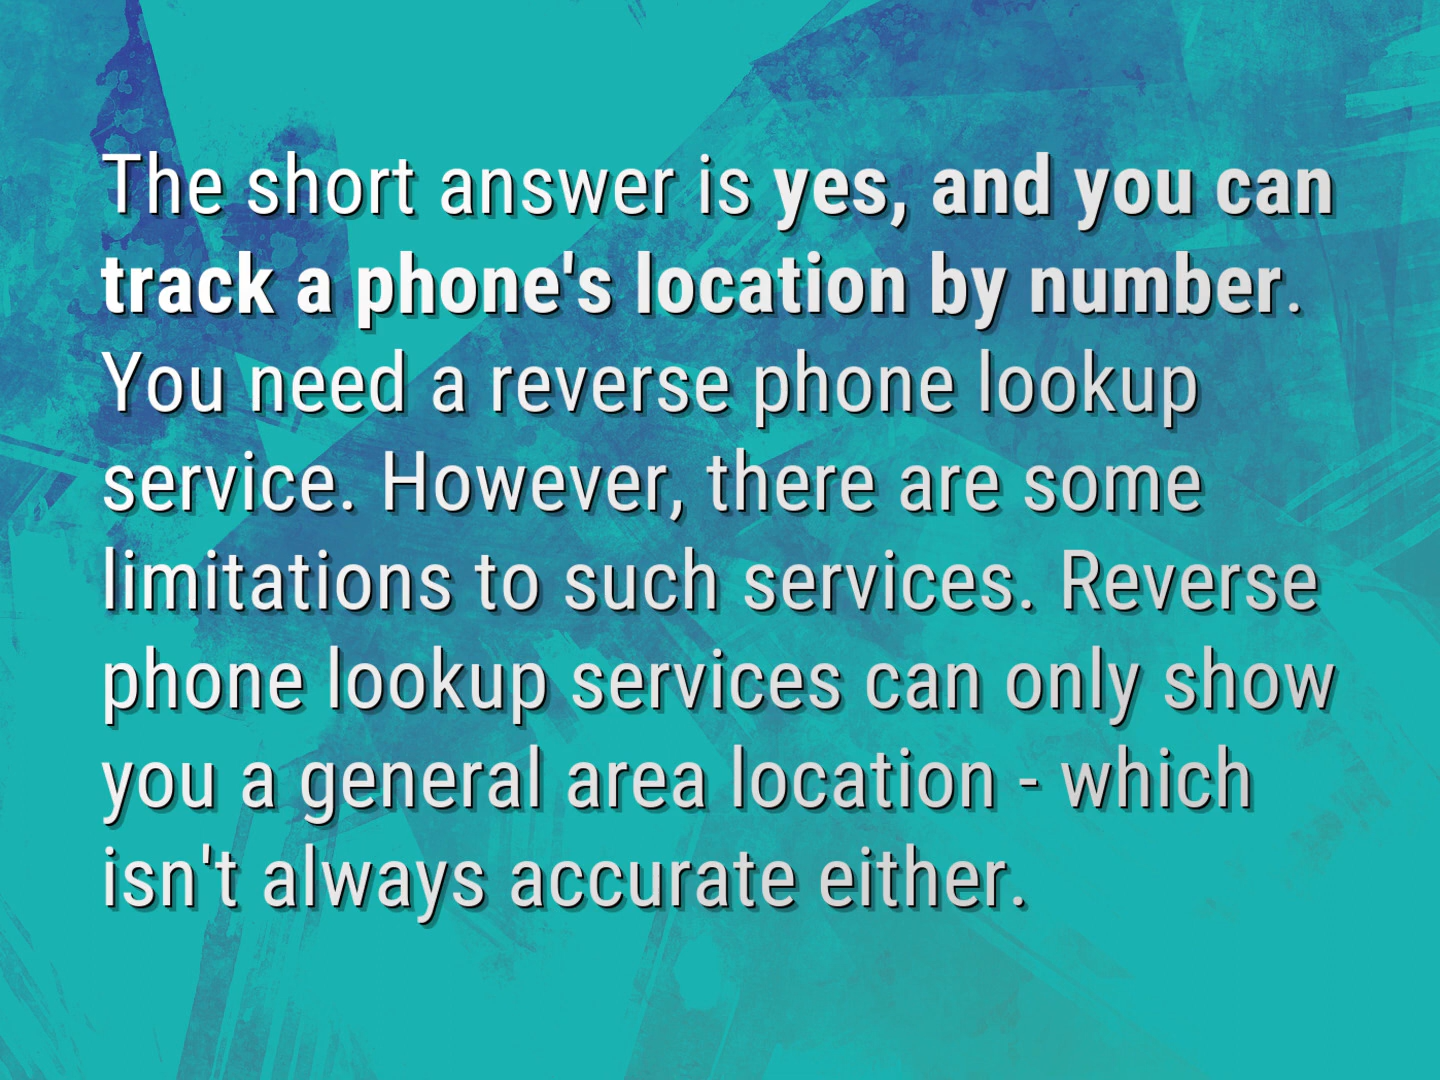 The short answer is yes, and you can
track a phone's location by number.
You need a reverse phone lookup
service. However, there are some
limitations to such services. Reverse
phone lookup services can only show
you a general area location - which
isn't always accurate either.